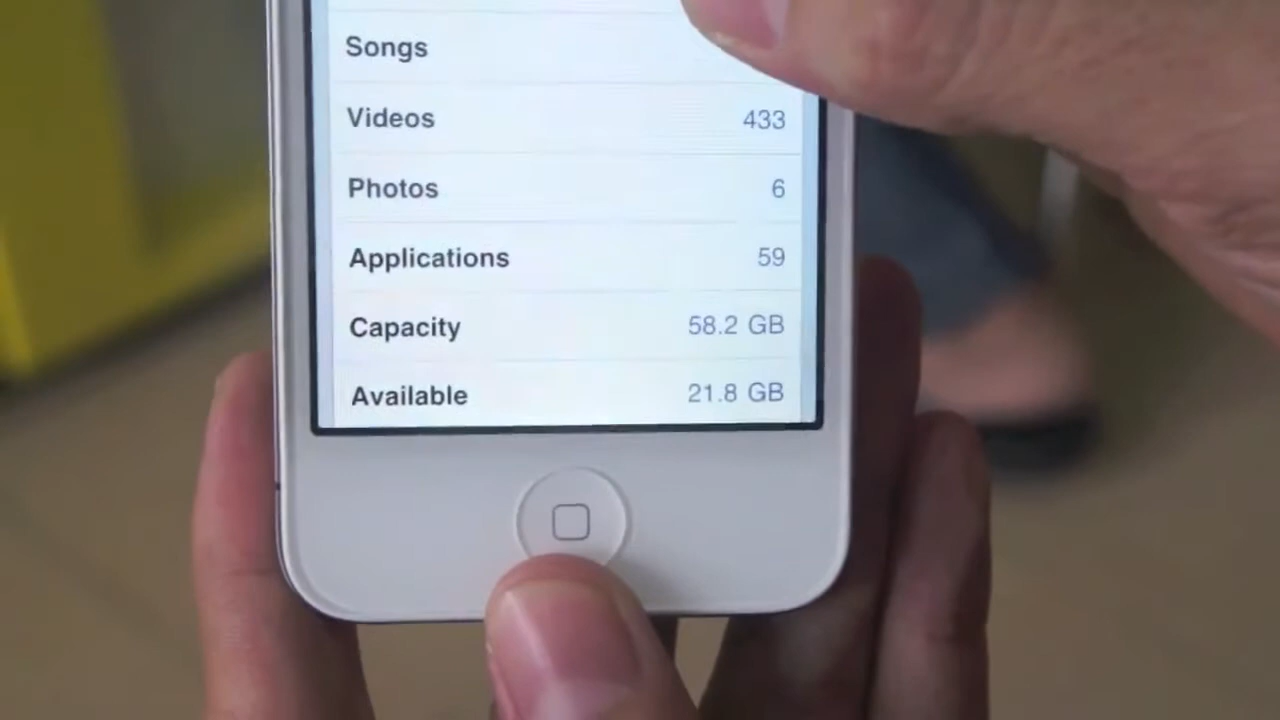 Songs
Videos 433
Photos 6
Applications 59
Capacity 58.2 GB
Available 21.8 GB